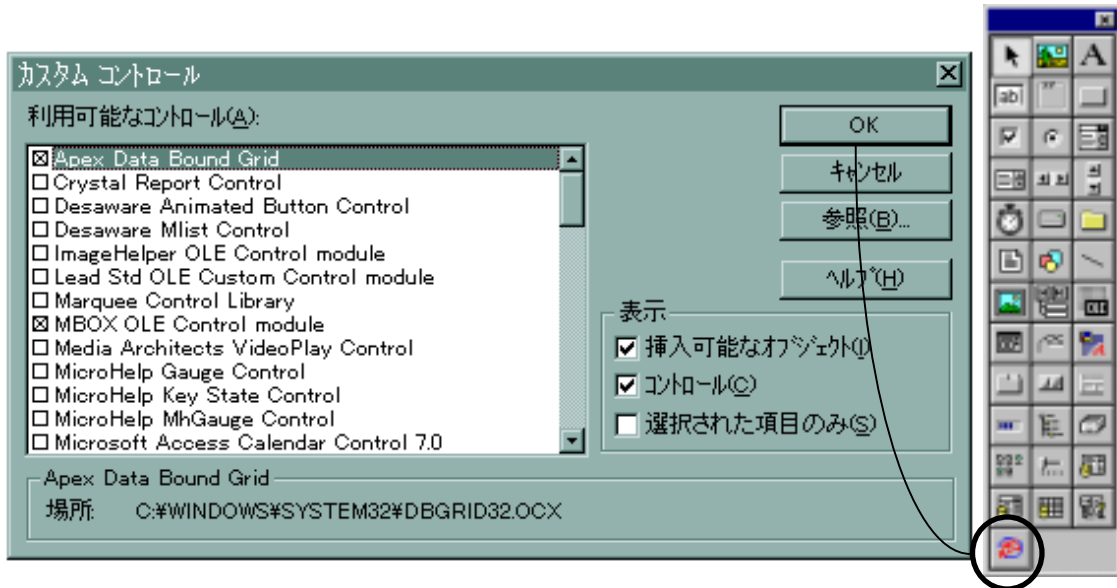 カスタム コントロール
利用可能なコントロール(A):
Apex Data Bound Grid
Crystal Report Control
Desaware Animated Button Control
Desaware Mlist Control
ImageHelper OLE Control module
Lead Std OLE Custom Control module
Marquee Control Library
MBOX OLE Control module
Media Architects VideoPlay Control
MicroHelp Gauge Control
MicroHelp Key State Control
MicroHelp MhGauge Control
Microsoft Access Calendar Control 7.0
OK
キャンセル
参照(B)...
ヘルプ(H)
表示
挿入可能なオブジェクト(I)
コントロール(C)
選択された項目のみ(S)
Apex Data Bound Grid
場所: C:¥WINDOWS¥SYSTEM32¥DBGRID32.OCX
A
ab